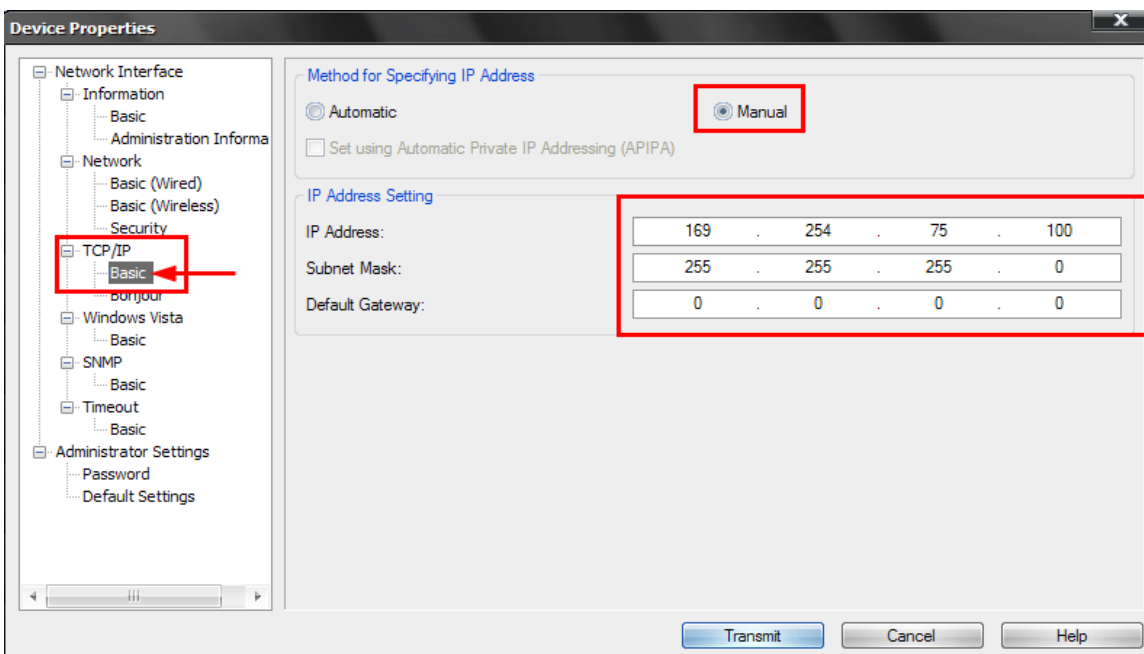 Device Properties
x
Network Interface
Information
Basic
Administration Informa
Network
Basic (Wired)
Basic (Wireless)
Security
TCP/IP
Basic
Bonjour
Windows Vista
Basic
SNMP
Basic
Timeout
Basic
Administrator Settings
Password
Default Settings
Method for Specifying IP Address
Automatic Manual
Set using Automatic Private IP Addressing (APIPA)
IP Address Setting
IP Address: 169 . 254 . 75 . 100
Subnet Mask: 255 . 255 . 255 . 0
Default Gateway: 0 . 0 . 0 . 0
Transmit Cancel Help